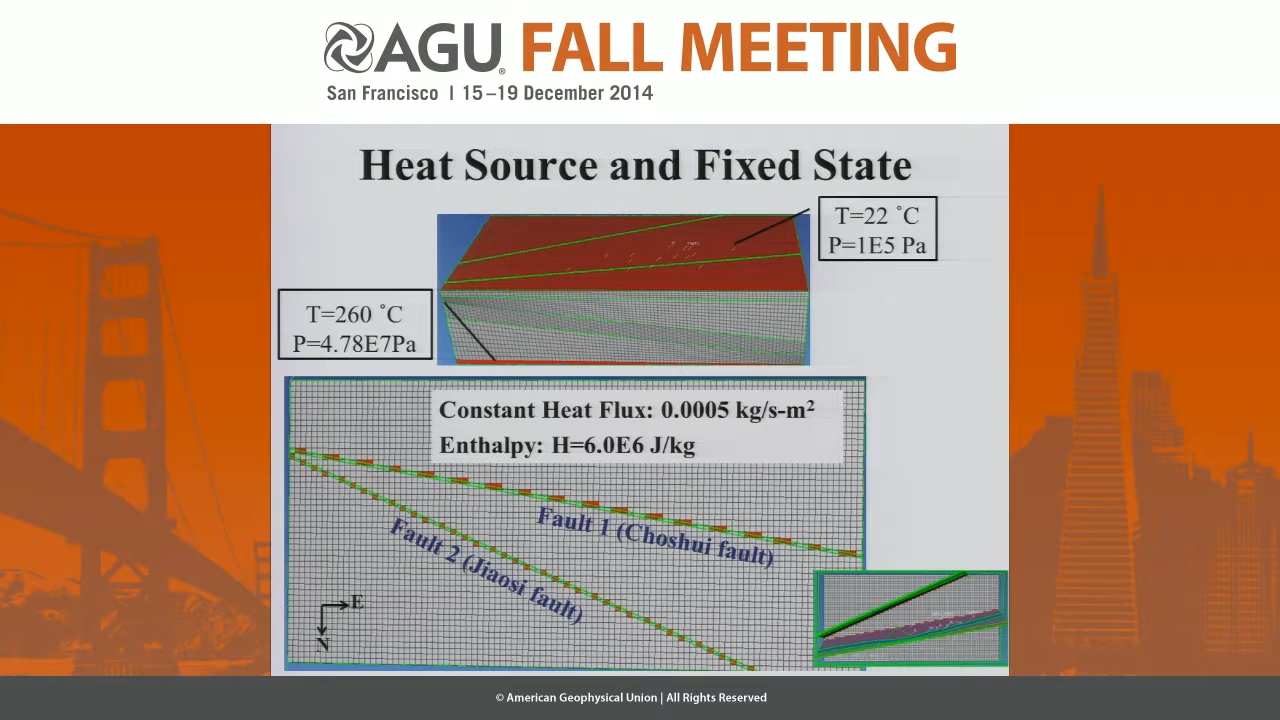 AGU FALL MEETING
San Francisco | 15–19 December 2014
Heat Source and Fixed State
T=22 ˚C
P=1E5 Pa
T=260 ˚C
P=4.78E7Pa
Constant Heat Flux: 0.0005 kg/s-m²
Enthalpy: H=6.0E6 J/kg
Fault 1 (Choshui fault)
Fault 2 (Jiaosi fault)
E
N
© American Geophysical Union | All Rights Reserved